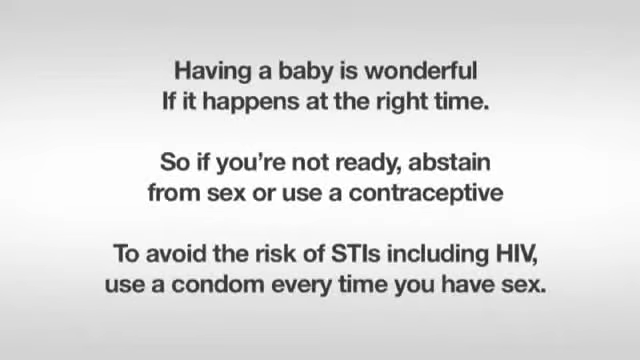 Having a baby is wonderful
If it happens at the right time.
So if you're not ready, abstain
from sex or use a contraceptive
To avoid the risk of STIs including HIV,
use a condom every time you have sex.